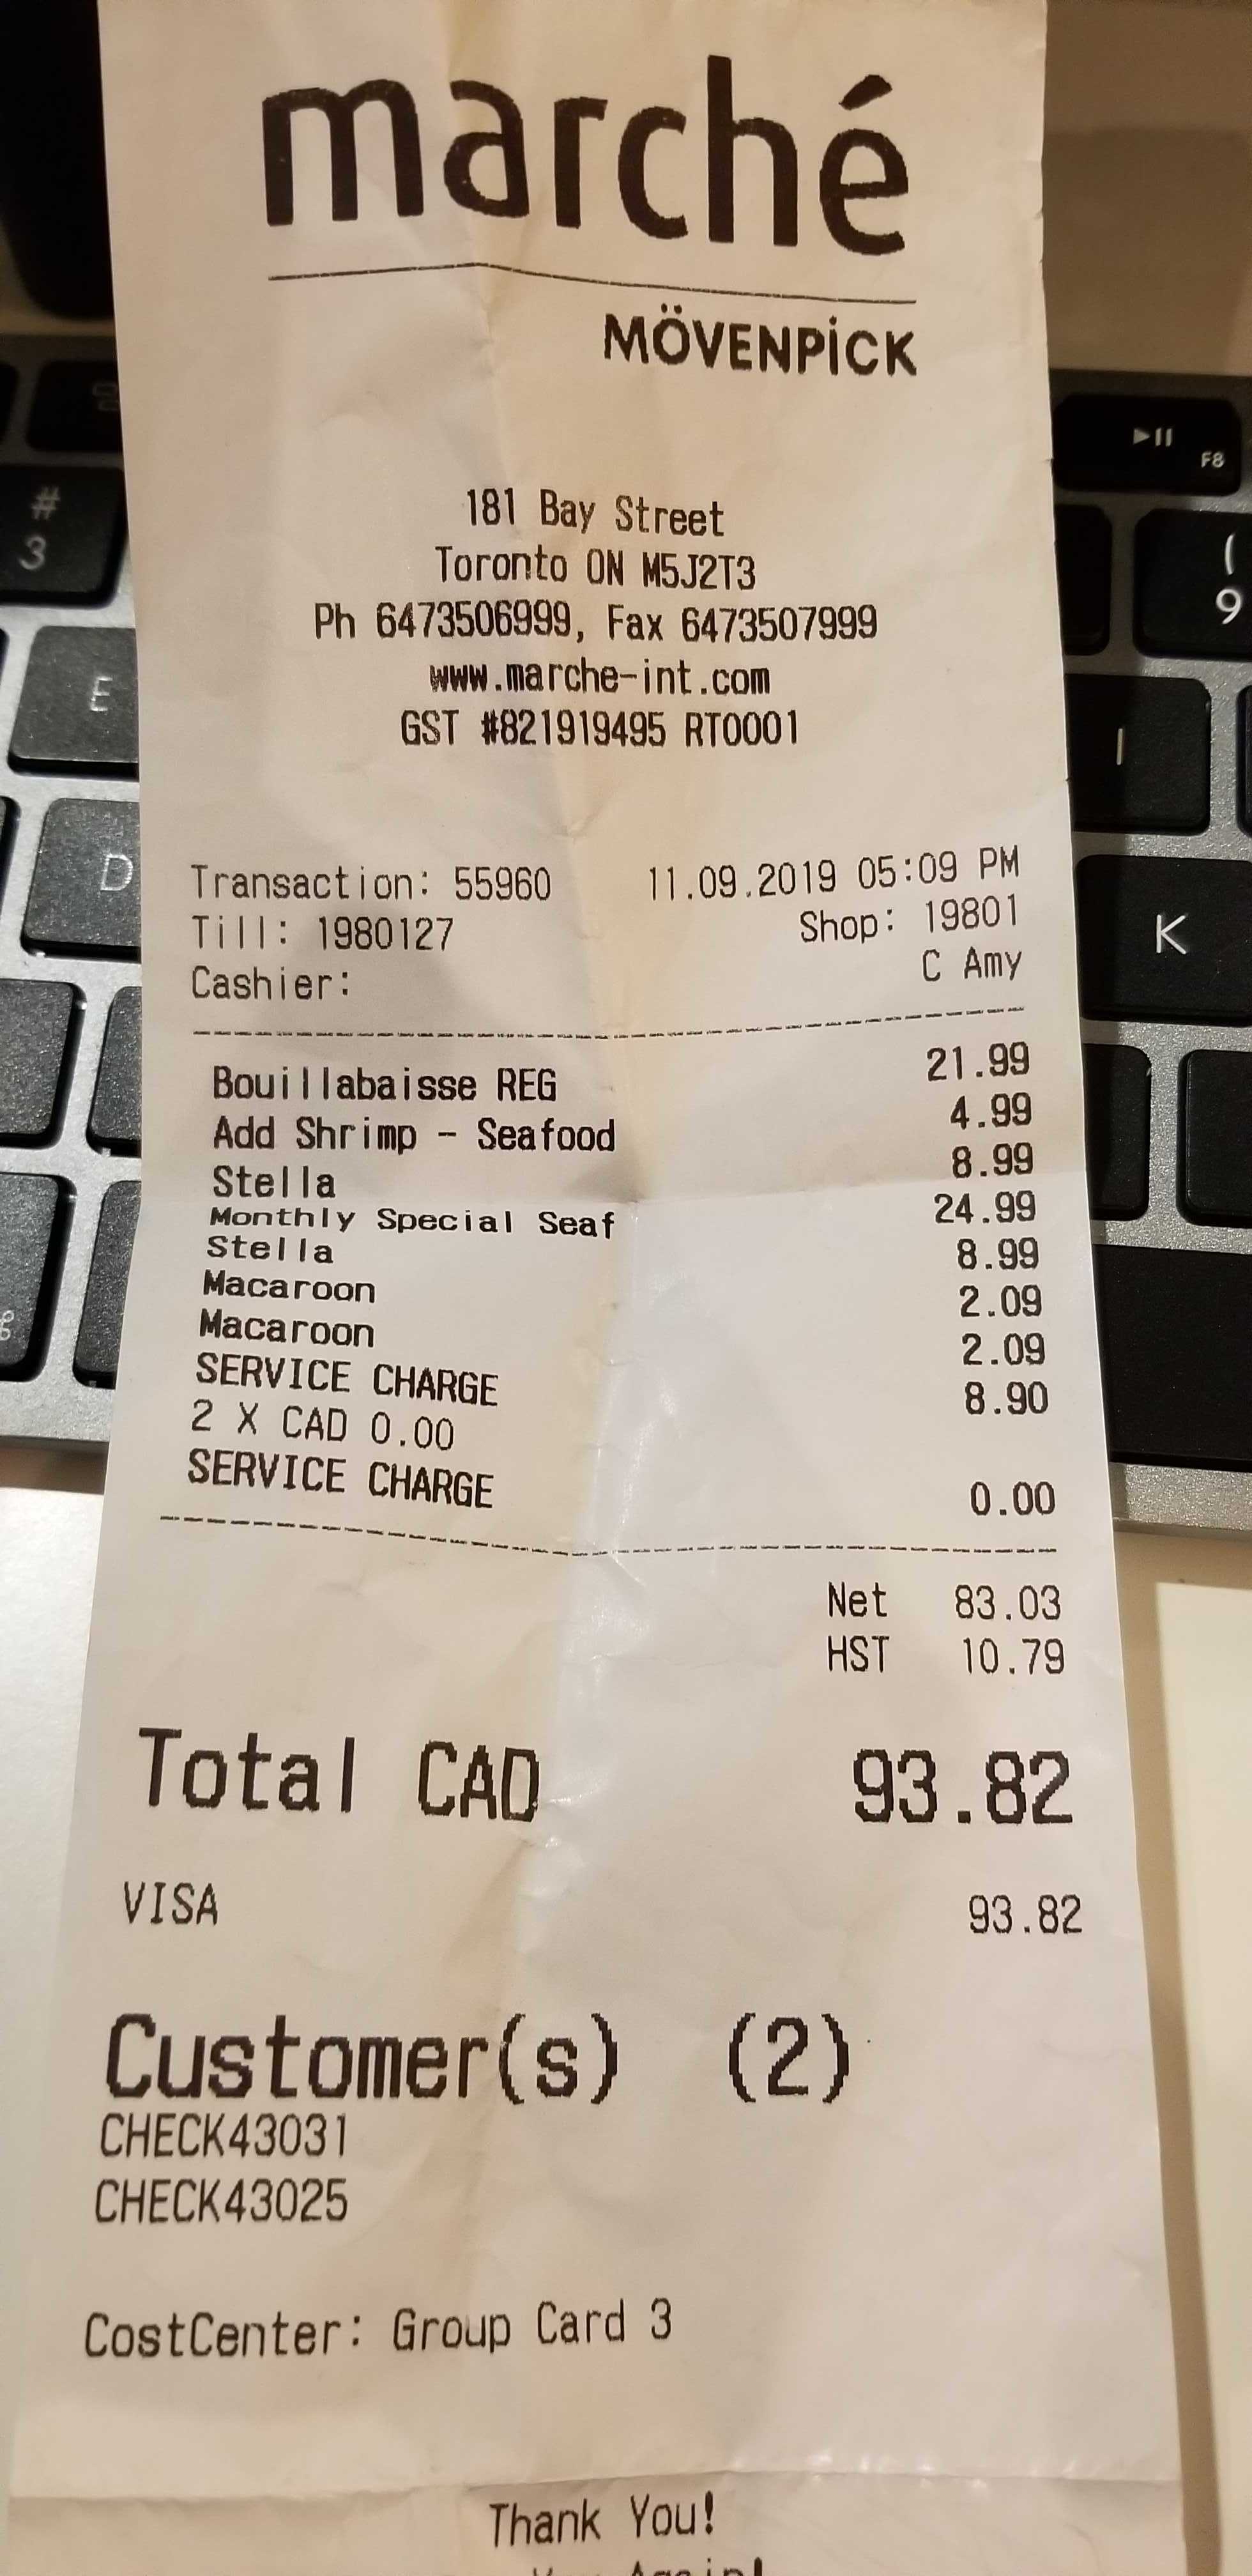 marché
MÖVENPiCK
181 Bay Street
Toronto ON M5J2T3
Ph 6473506999, Fax 6473507999
www.marche-int.com
GST #821919495 RT0001
Transaction: 55960 11.09.2019 05:09 PM
Till: 1980127 Shop: 19801
Cashier: C Amy
Bouillabaisse REG 21.99
Add Shrimp - Seafood 4.99
Stella 8.99
Monthly Special Seaf 24.99
Stella 8.99
Macaroon 2.09
Macaroon 2.09
SERVICE CHARGE 8.90
2 X CAD 0.00
SERVICE CHARGE 0.00
Net 83.03
HST 10.79
Total CAD 93.82
VISA 93.82
Customer(s) (2)
CHECK43031
CHECK43025
CostCenter: Group Card 3
Thank You!
F8
#
3
(
9
E
I
D
K